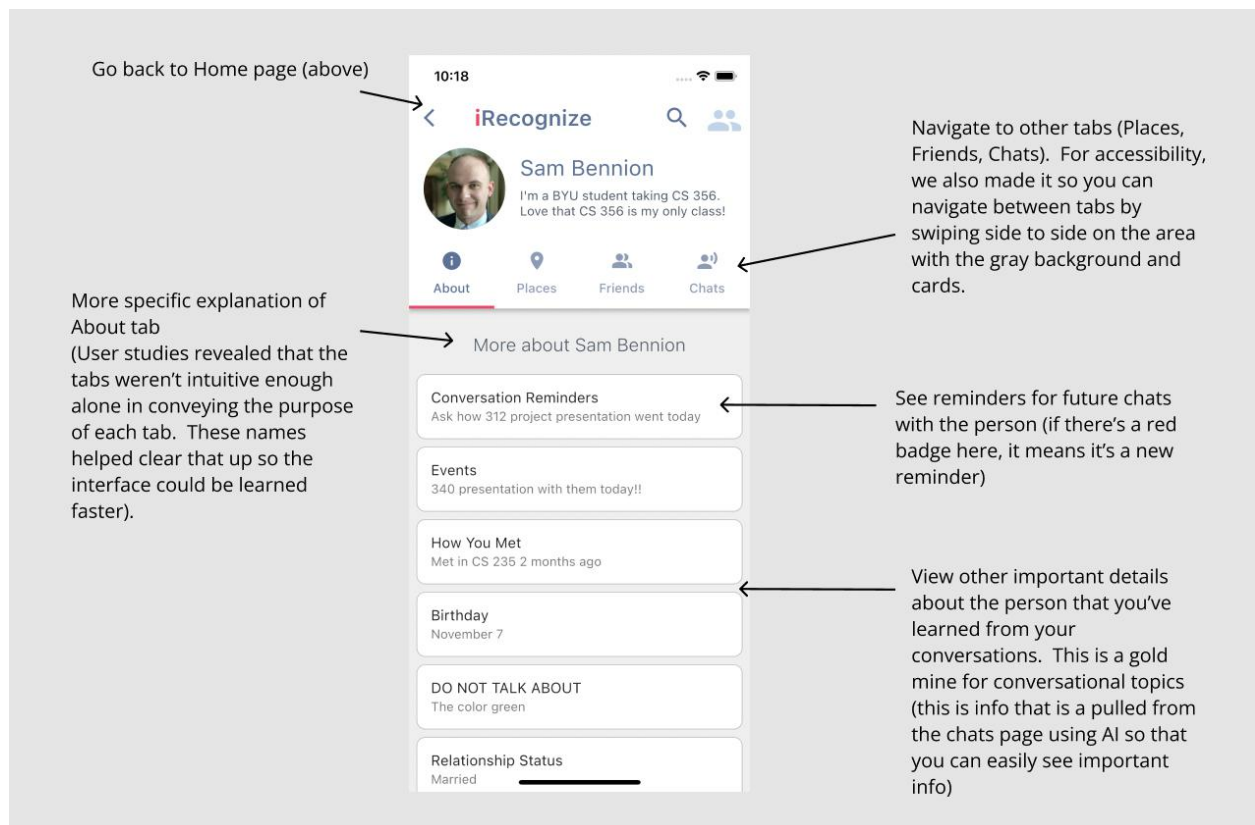 Go back to Home page (above)
10:18
iRecognize
Sam Bennion
I'm a BYU student taking CS 356.
Love that CS 356 is my only class!
About
Places
Friends
Chats
Navigate to other tabs (Places,
Friends, Chats).  For accessibility,
we also made it so you can
navigate between tabs by
swiping side to side on the area
with the gray background and
cards.
More specific explanation of
About tab
(User studies revealed that the
tabs weren't intuitive enough
alone in conveying the purpose
of each tab.  These names
helped clear that up so the
interface could be learned
faster).
More about Sam Bennion
Conversation Reminders
Ask how 312 project presentation went today
See reminders for future chats
with the person (if there's a red
badge here, it means it's a new
reminder)
Events
340 presentation with them today!!
How You Met
Met in CS 235 2 months ago
Birthday
November 7
DO NOT TALK ABOUT
The color green
Relationship Status
Married
View other important details
about the person that you've
learned from your
conversations.  This is a gold
mine for conversational topics
(this is info that is a pulled from
the chats page using AI so that
you can easily see important
info)